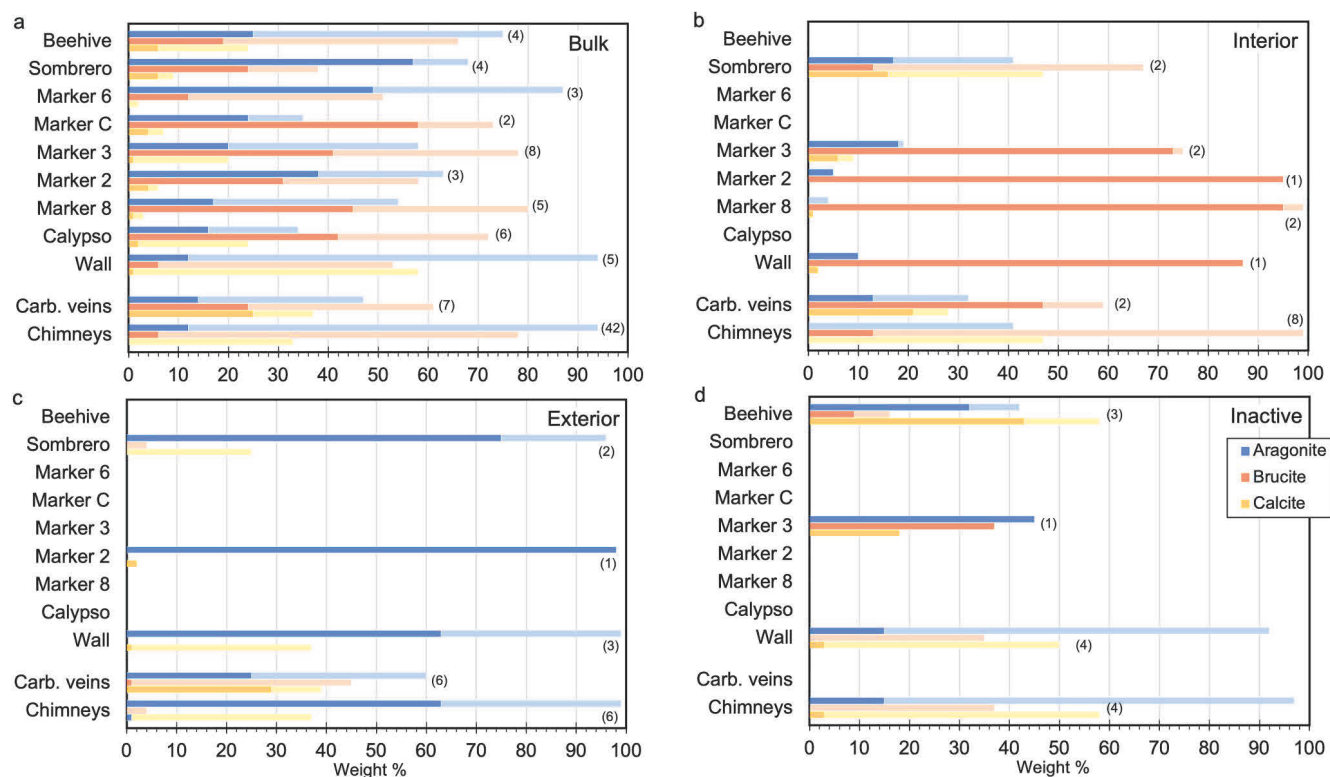 a
Bulk
Beehive (4)
Sombrero (4)
Marker 6 (3)
Marker C (2)
Marker 3 (8)
Marker 2 (3)
Marker 8 (5)
Calypso (6)
Wall (5)
Carb. veins (7)
Chimneys (42)
0 10 20 30 40 50 60 70 80 90 100
b
Interior
Beehive
Sombrero (2)
Marker 6
Marker C
Marker 3 (2)
Marker 2 (1)
Marker 8 (2)
Calypso
Wall (1)
Carb. veins (2)
Chimneys (8)
0 10 20 30 40 50 60 70 80 90 100
c
Exterior
Beehive
Sombrero (2)
Marker 6
Marker C
Marker 3
Marker 2 (1)
Marker 8
Calypso
Wall (3)
Carb. veins (6)
Chimneys (6)
0 10 20 30 40 50 60 70 80 90 100
Weight %
d
Inactive
Beehive (3)
Sombrero
Marker 6
Marker C
Marker 3 (1)
Marker 2
Marker 8
Calypso
Wall (4)
Carb. veins
Chimneys (4)
0 10 20 30 40 50 60 70 80 90 100
Weight %
Aragonite
Brucite
Calcite